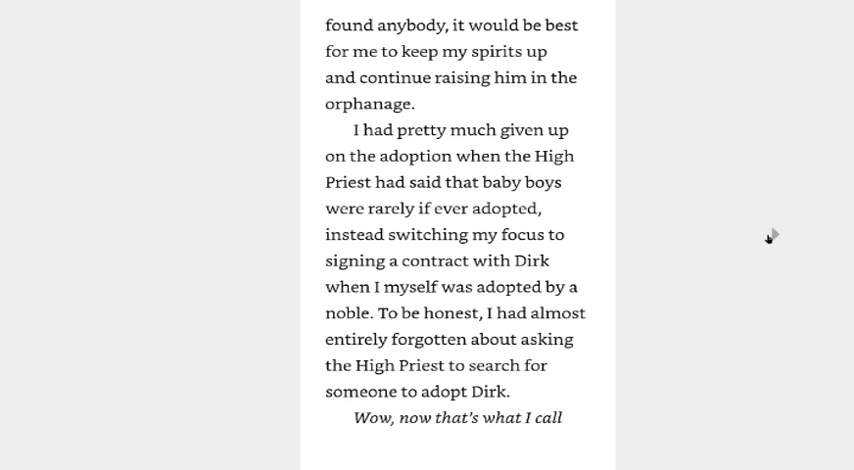 found anybody, it would be best
for me to keep my spirits up
and continue raising him in the
orphanage.
I had pretty much given up
on the adoption when the High
Priest had said that baby boys
were rarely if ever adopted,
instead switching my focus to
signing a contract with Dirk
when I myself was adopted by a
noble. To be honest, I had almost
entirely forgotten about asking
the High Priest to search for
someone to adopt Dirk.
Wow, now that's what I call